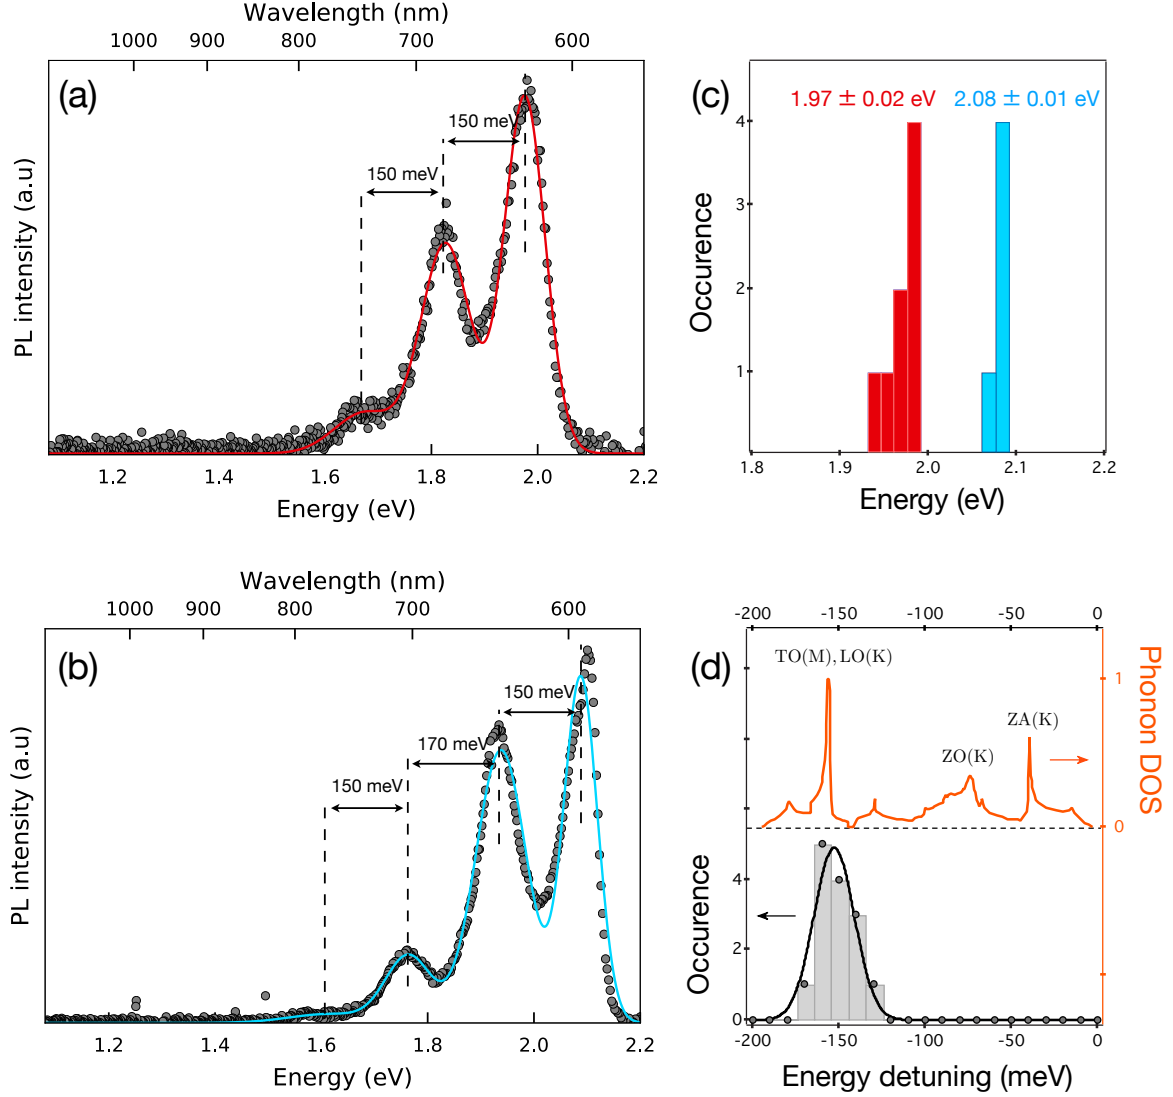 Wavelength (nm)
1000 900 800 700 600
(a)
150 meV
150 meV
PL intensity (a.u)
1.2 1.4 1.6 1.8 2.0 2.2
Energy (eV)
(c)
1.97 ± 0.02 eV 2.08 ± 0.01 eV
Occurence
4
3
2
1
1.8 1.9 2.0 2.1 2.2
Energy (eV)
Wavelength (nm)
1000 900 800 700 600
(b)
150 meV
170 meV
150 meV
PL intensity (a.u)
1.2 1.4 1.6 1.8 2.0 2.2
Energy (eV)
-200 -150 -100 -50 0
(d)
TO(M), LO(K)
ZO(K)
ZA(K)
1
0
Phonon DOS
Occurence
4
2
0
-200 -150 -100 -50 0
Energy detuning (meV)